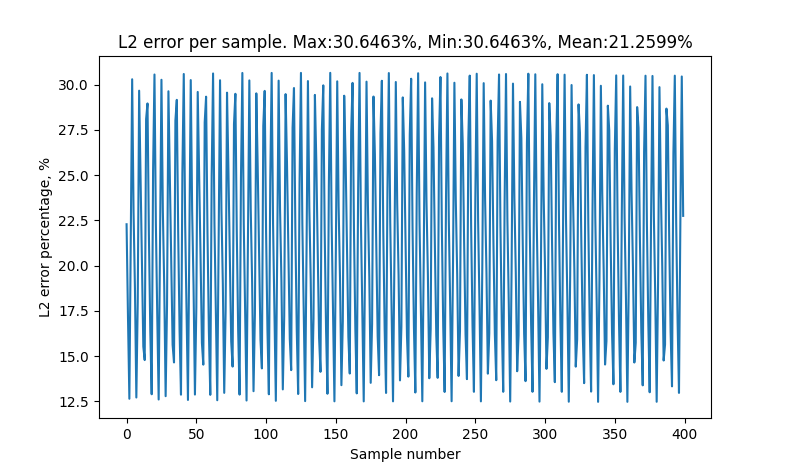 L2 error per sample. Max:30.6463%, Min:30.6463%, Mean:21.2599%
L2 error percentage, %
30.0
27.5
25.0
22.5
20.0
17.5
15.0
12.5
0 50 100 150 200 250 300 350 400
Sample number